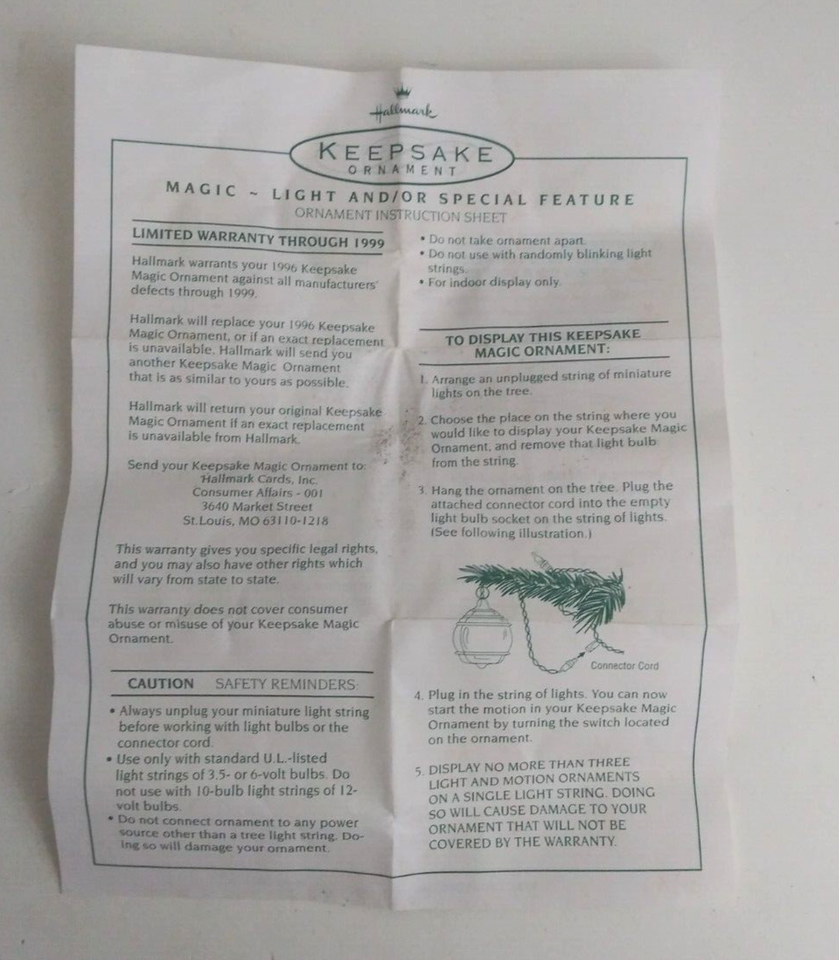 Hallmark
KEEPSAKE
ORNAMENT
MAGIC ~ LIGHT AND/OR SPECIAL FEATURE
ORNAMENT INSTRUCTION SHEET
LIMITED WARRANTY THROUGH 1999
Hallmark warrants your 1996 Keepsake
Magic Ornament against all manufacturers'
defects through 1999.
Hallmark will replace your 1996 Keepsake
Magic Ornament, or if an exact replacement
is unavailable, Hallmark will send you
another Keepsake Magic Ornament
that is as similar to yours as possible.
Hallmark will return your original Keepsake
Magic Ornament if an exact replacement
is unavailable from Hallmark.
Send your Keepsake Magic Ornament to:
Hallmark Cards, Inc.
Consumer Affairs - 001
3640 Market Street
St. Louis, MO 63110-1218
This warranty gives you specific legal rights,
and you may also have other rights which
will vary from state to state.
This warranty does not cover consumer
abuse or misuse of your Keepsake Magic
Ornament.
CAUTION SAFETY REMINDERS:
• Always unplug your miniature light string
before working with light bulbs or the
connector cord.
• Use only with standard U.L.-listed
light strings of 3.5- or 6-volt bulbs. Do
not use with 10-bulb light strings of 12-
volt bulbs.
• Do not connect ornament to any power
source other than a tree light string. Do-
ing so will damage your ornament.
• Do not take ornament apart.
• Do not use with randomly blinking light
strings.
• For indoor display only.
TO DISPLAY THIS KEEPSAKE
MAGIC ORNAMENT:
1. Arrange an unplugged string of miniature
lights on the tree.
2. Choose the place on the string where you
would like to display your Keepsake Magic
Ornament, and remove that light bulb
from the string.
3. Hang the ornament on the tree. Plug the
attached connector cord into the empty
light bulb socket on the string of lights.
(See following illustration.)
Connector Cord
4. Plug in the string of lights. You can now
start the motion in your Keepsake Magic
Ornament by turning the switch located
on the ornament.
5. DISPLAY NO MORE THAN THREE
LIGHT AND MOTION ORNAMENTS
ON A SINGLE LIGHT STRING. DOING
SO WILL CAUSE DAMAGE TO YOUR
ORNAMENT THAT WILL NOT BE
COVERED BY THE WARRANTY.